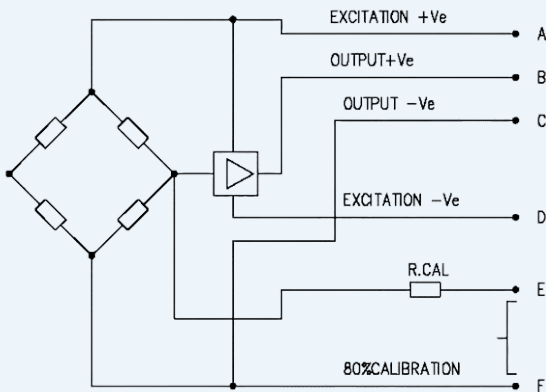 EXCITATION +Ve
A
OUTPUT+Ve
B
OUTPUT -Ve
C
EXCITATION -Ve
D
R.CAL
E
80%CALIBRATION
F